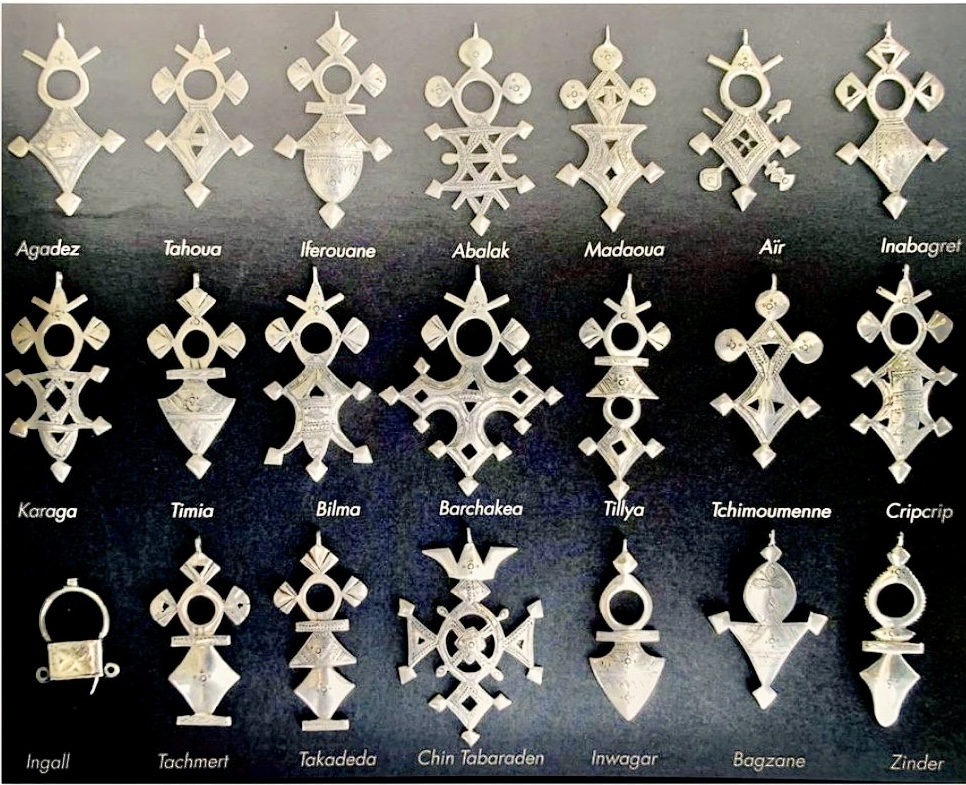 Agadez Tahoua Iferouane Abalak Madaoua Aïr Inabagret
Karaga Timia Bilma Barchakea Tillya Tchimoumenne Cripcrip
Ingall Tachmert Takadeda Chin Tabaraden Inwagar Bagzane Zinder